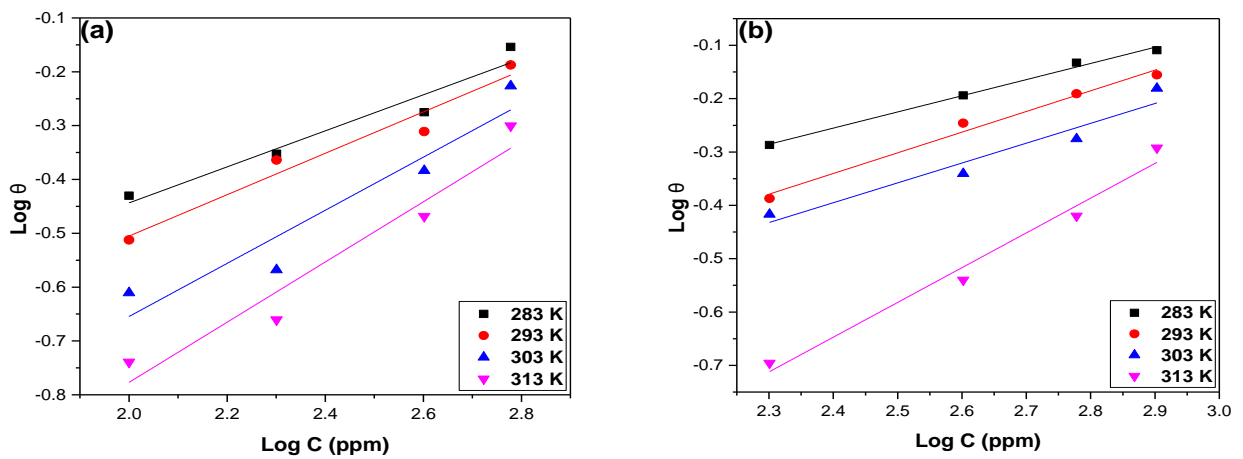 (a)
-0.1
-0.2
-0.3
-0.4
-0.5
-0.6
-0.7
-0.8
Log θ
2.0 2.2 2.4 2.6 2.8
Log C (ppm)
283 K
293 K
303 K
313 K
(b)
-0.1
-0.2
-0.3
-0.4
-0.5
-0.6
-0.7
Log θ
2.3 2.4 2.5 2.6 2.7 2.8 2.9 3.0
Log C (ppm)
283 K
293 K
303 K
313 K